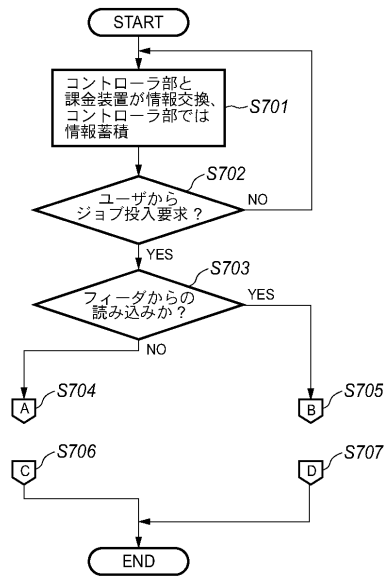 START
コントローラ部と
課金装置が情報交換、
コントローラ部では
情報蓄積
S701
S702
ユーザから
ジョブ投入要求?
NO
YES
S703
フィーダからの
読み込みか?
YES
NO
A
S704
B
S705
C
S706
D
S707
END